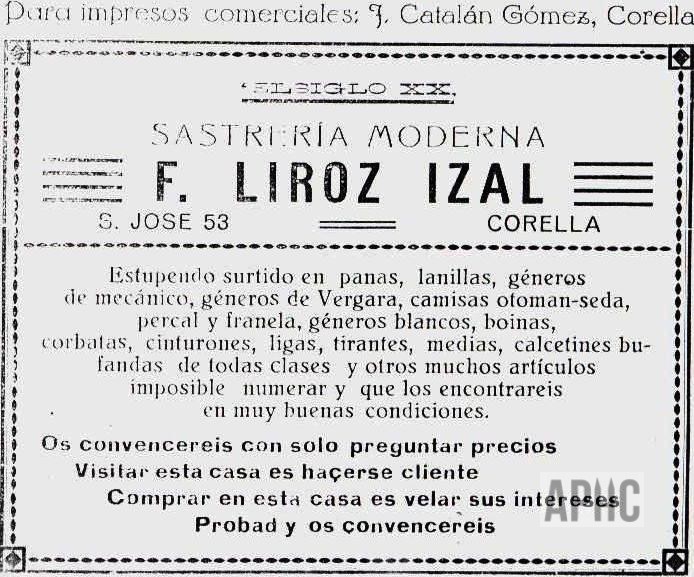 Para impresos comerciales: J. Catalán Gómez, Corella
‘ELSIGLO XX,
SASTRERÍA MODERNA
F. LIROZ IZAL
S. JOSE 53 CORELLA
Estupendo surtido en panas, lanillas, géneros
de mecánico, géneros de Vergara, camisas otoman-seda,
percal y franela, géneros blancos, boinas,
corbatas, cinturones, ligas, tirantes, medias, calcetines bu-
fandas de todas clases y otros muchos artículos
imposible numerar y que los encontrareis
en muy buenas condiciones.
Os convencereis con solo preguntar precios
Visitar esta casa es haçerse cliente
Comprar en esta casa es velar sus intereses
Probad y os çonvencereis
APHC